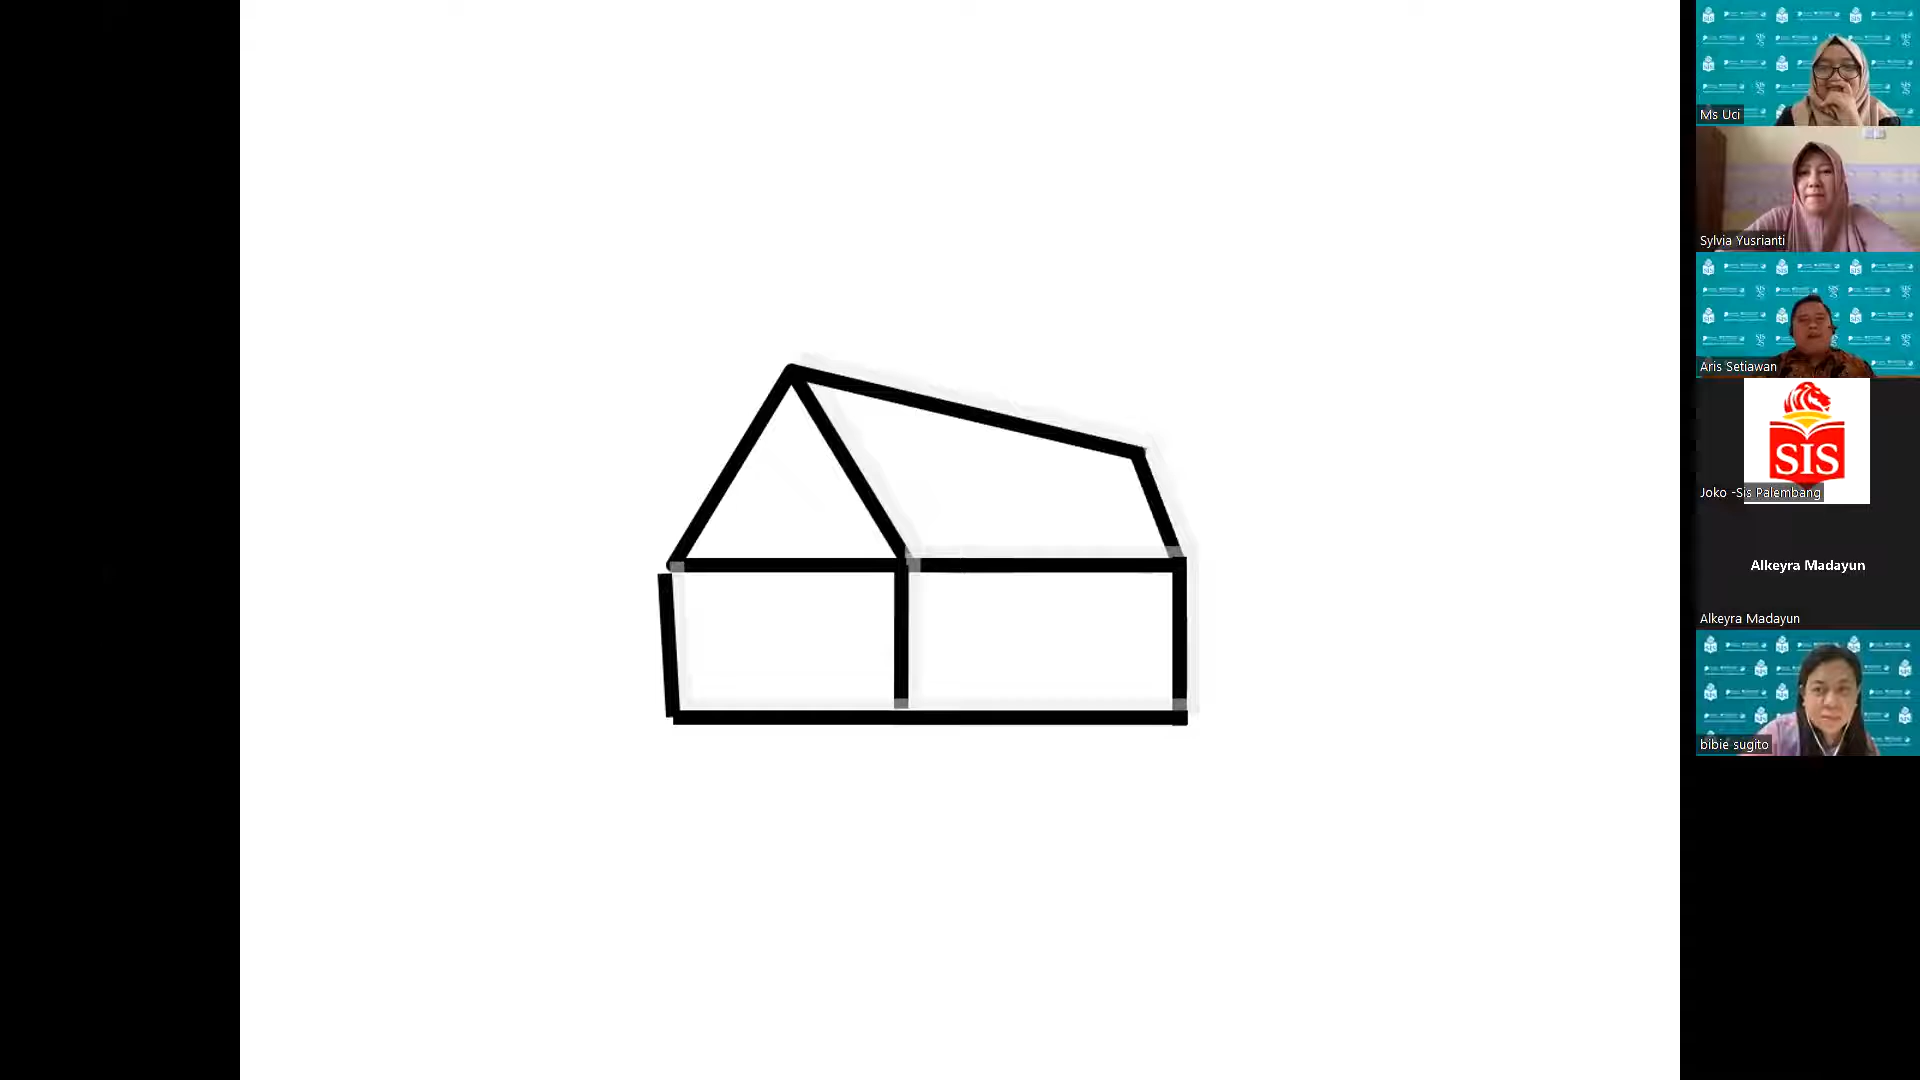 Ms Uci
Sylvia Yusrianti
Aris Setiawan
SIS
Joko -Sis Palembang
Alkeyra Madayun
Alkeyra Madayun
bibie sugito